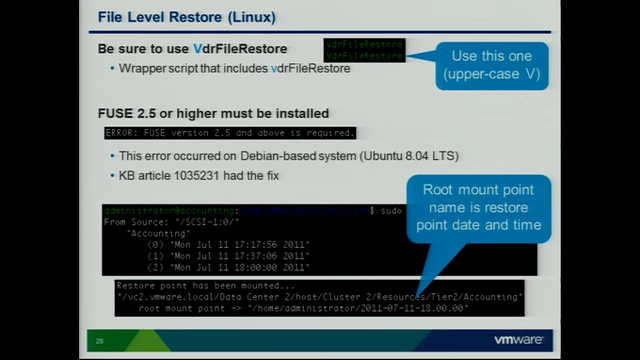 File Level Restore (Linux)
Be sure to use VdrFileRestore
vdrFileRestore
VdrFileRestore
Use this one
(upper-case V)
• Wrapper script that includes vdrFileRestore
FUSE 2.5 or higher must be installed
ERROR: FUSE version 2.5 and above is required.
• This error occurred on Debian-based system (Ubuntu 8.04 LTS)
• KB article 1035231 had the fix
Root mount point
name is restore
point date and time
administrator@accounting: $ sudo
From Source: "/SCSI-1:0/"
"Accounting"
(0) "Mon Jul 11 17:17:56 2011"
(1) "Mon Jul 11 17:37:06 2011"
(2) "Mon Jul 11 18:00:00 2011"
Restore point has been mounted...
"/vc2.vmware.local/Data Center 2/host/Cluster 2/Resources/Tier2/Accounting"
root mount point -> "/home/administrator/2011-07-11-18.00.00"
28
vmware